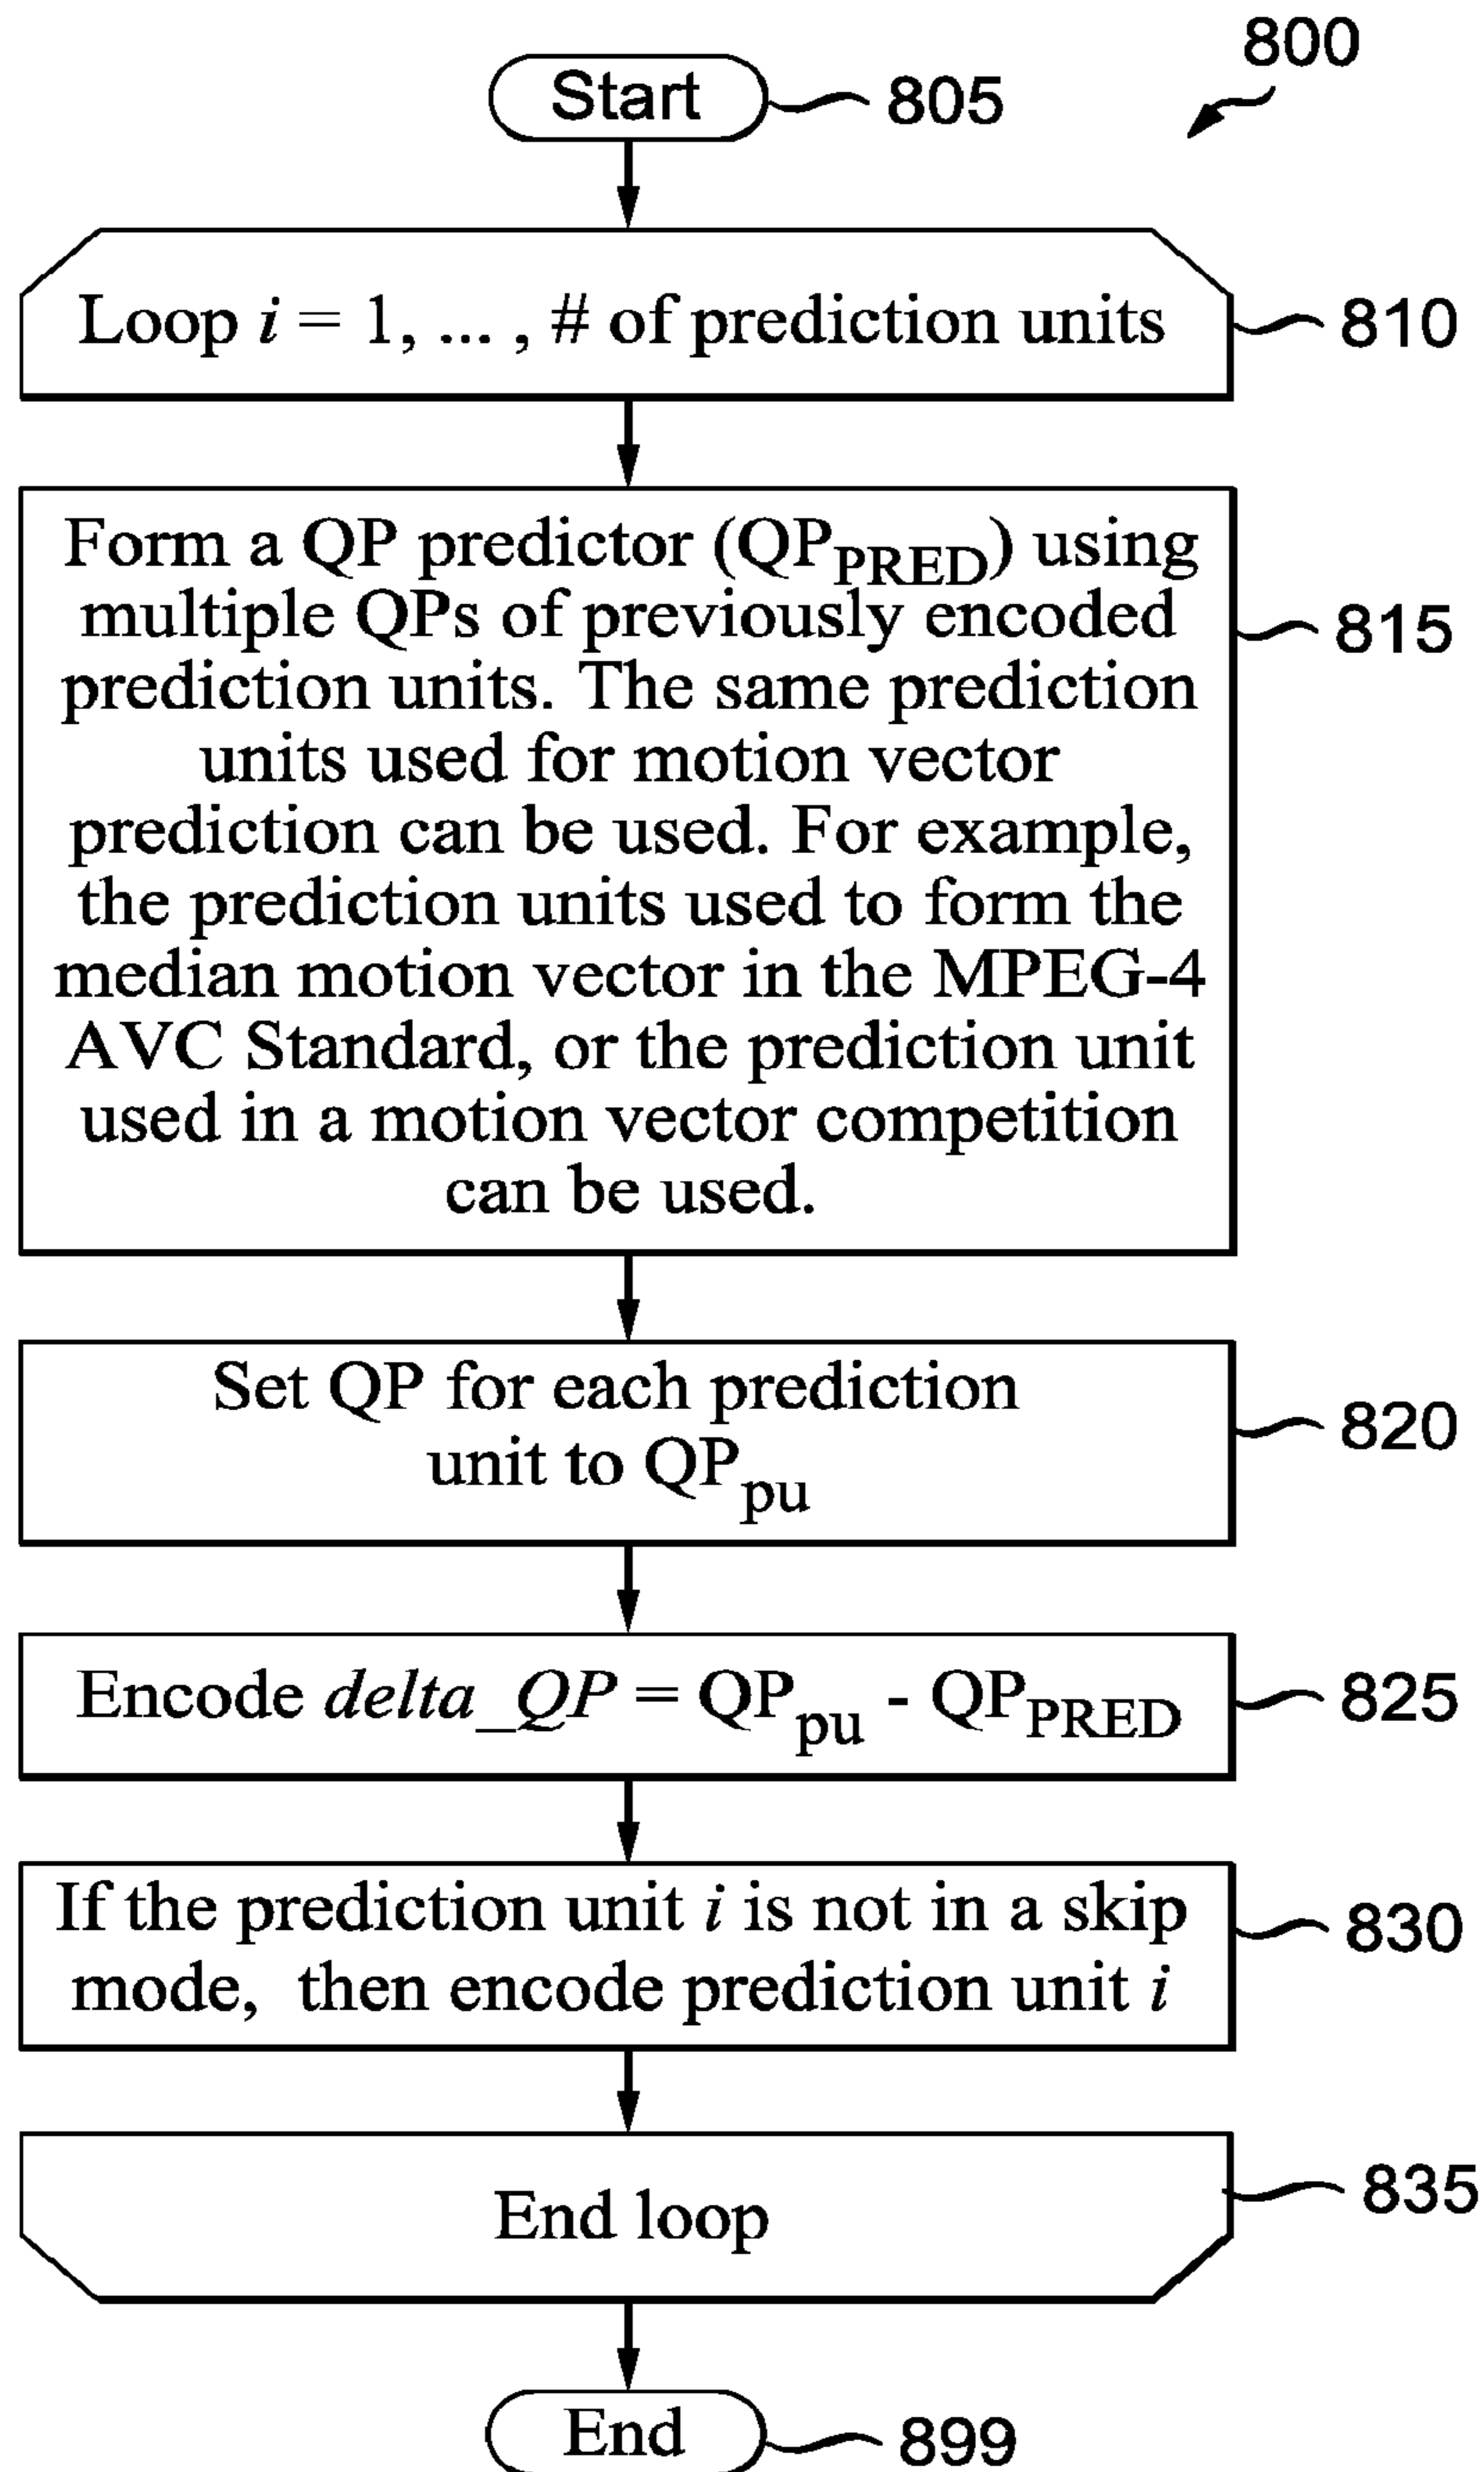 800
Start
805
Loop i = 1, ... , # of prediction units
810
Form a QP predictor (QPPRED) using
multiple QPs of previously encoded
prediction units. The same prediction
units used for motion vector
prediction can be used. For example,
the prediction units used to form the
median motion vector in the MPEG-4
AVC Standard, or the prediction unit
used in a motion vector competition
can be used.
815
Set QP for each prediction
unit to QPpu
820
Encode delta_QP = QPpu - QPPRED
825
If the prediction unit i is not in a skip
mode, then encode prediction unit i
830
End loop
835
End
899